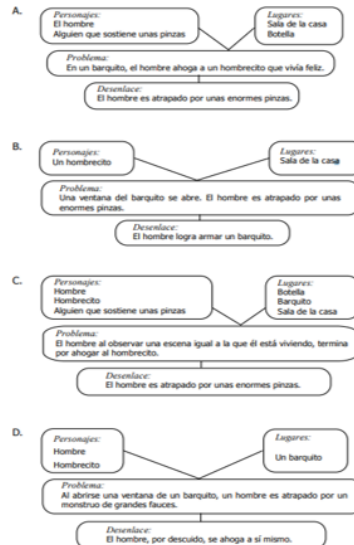 A.
Personajes:
El hombre
Alguien que sostiene unas pinzas
Lugares:
Sala de la casa
Botella
Problema:
En un barquito, el hombre ahoga a un hombrecito que vivía feliz.
Desenlace:
El hombre es atrapado por unas enormes pinzas.
B.
Personajes:
Un hombrecito
Lugares:
Sala de la casa
Problema:
Una ventana del barquito se abre. El hombre es atrapado por unas
enormes pinzas.
Desenlace:
El hombre logra armar un barquito.
C.
Personajes:
Hombre
Hombrecito
Alguien que sostiene unas pinzas
Lugares:
Botella
Barquito
Sala de la casa
Problema:
El hombre al observar una escena igual a la que él está viviendo, termina
por ahogar al hombrecito.
Desenlace:
El hombre es atrapado por unas enormes pinzas.
D.
Personajes:
Hombre
Hombrecito
Lugares:
Un barquito
Problema:
Al abrirse una ventana de un barquito, un hombre es atrapado por un
monstruo de grandes fauces.
Desenlace:
El hombre, por descuido, se ahoga a sí mismo.